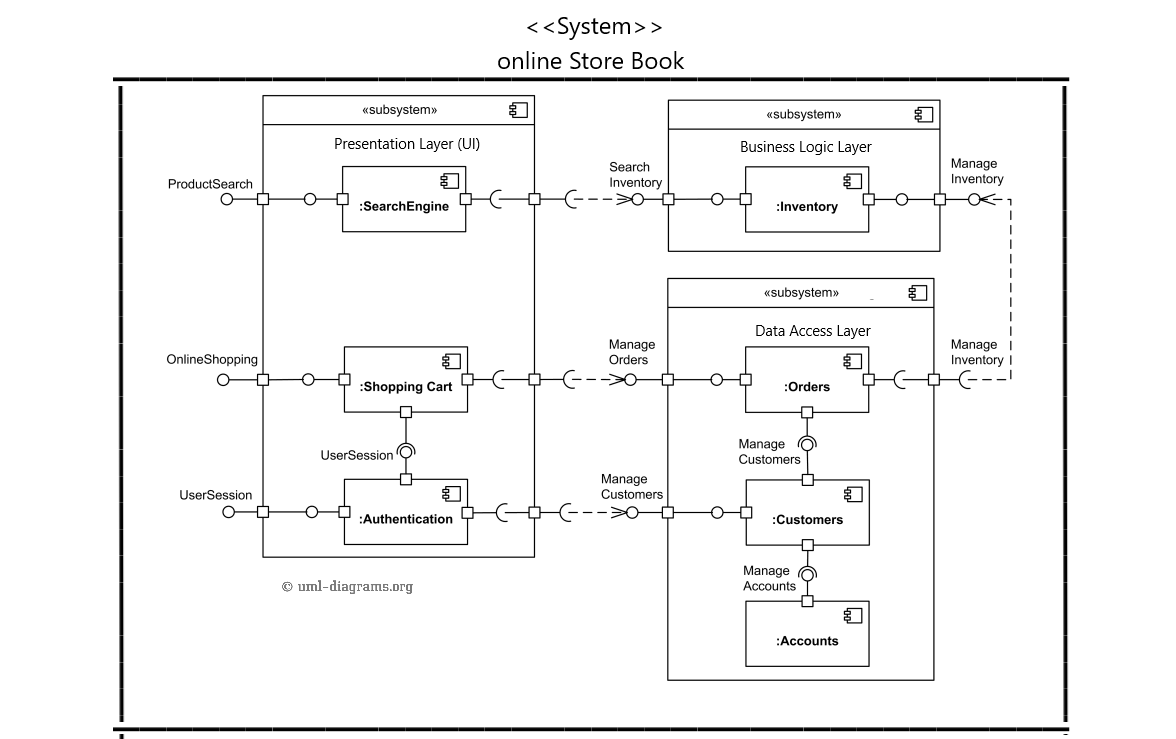 <<System>>
online Store Book
«subsystem»
Presentation Layer (UI)
ProductSearch
:SearchEngine
Search
Inventory
«subsystem»
Business Logic Layer
:Inventory
Manage
Inventory
OnlineShopping
:Shopping Cart
Manage
Orders
«subsystem»
Data Access Layer
:Orders
Manage
Inventory
UserSession
Manage
Customers
UserSession
:Authentication
Manage
Customers
:Customers
Manage
Accounts
:Accounts
© uml-diagrams.org